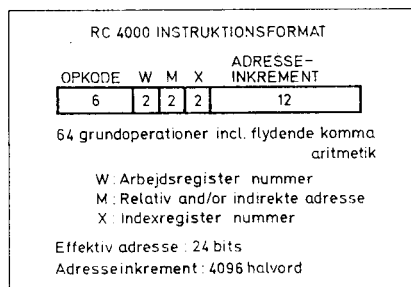 RC 4000 INSTRUKTIONSFORMAT
ADRESSE-
OPKODE W M X INKREMENT
6 2 2 2 12
64 grundoperationer incl. flydende komma
aritmetik
W: Arbejdsregister nummer
M: Relativ and/or indirekte adresse
X: Indexregister nummer
Effektiv adresse : 24 bits
Adresseinkrement : 4096 halvord